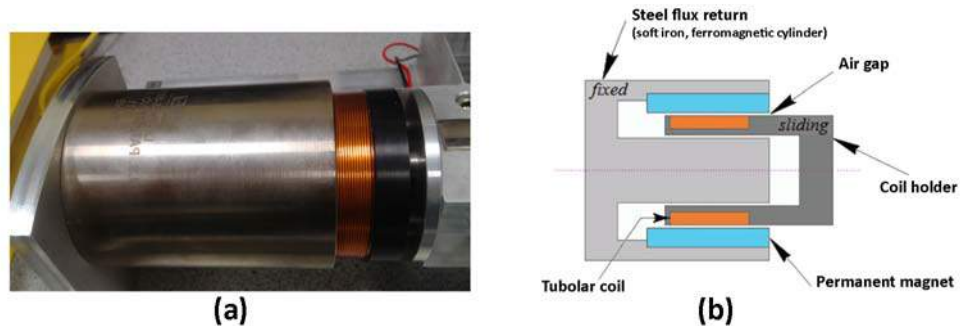 Steel flux return
(soft iron, ferromagnetic cylinder)
Air gap
fixed
sliding
Coil holder
Tubolar coil
Permanent magnet
(a)
(b)